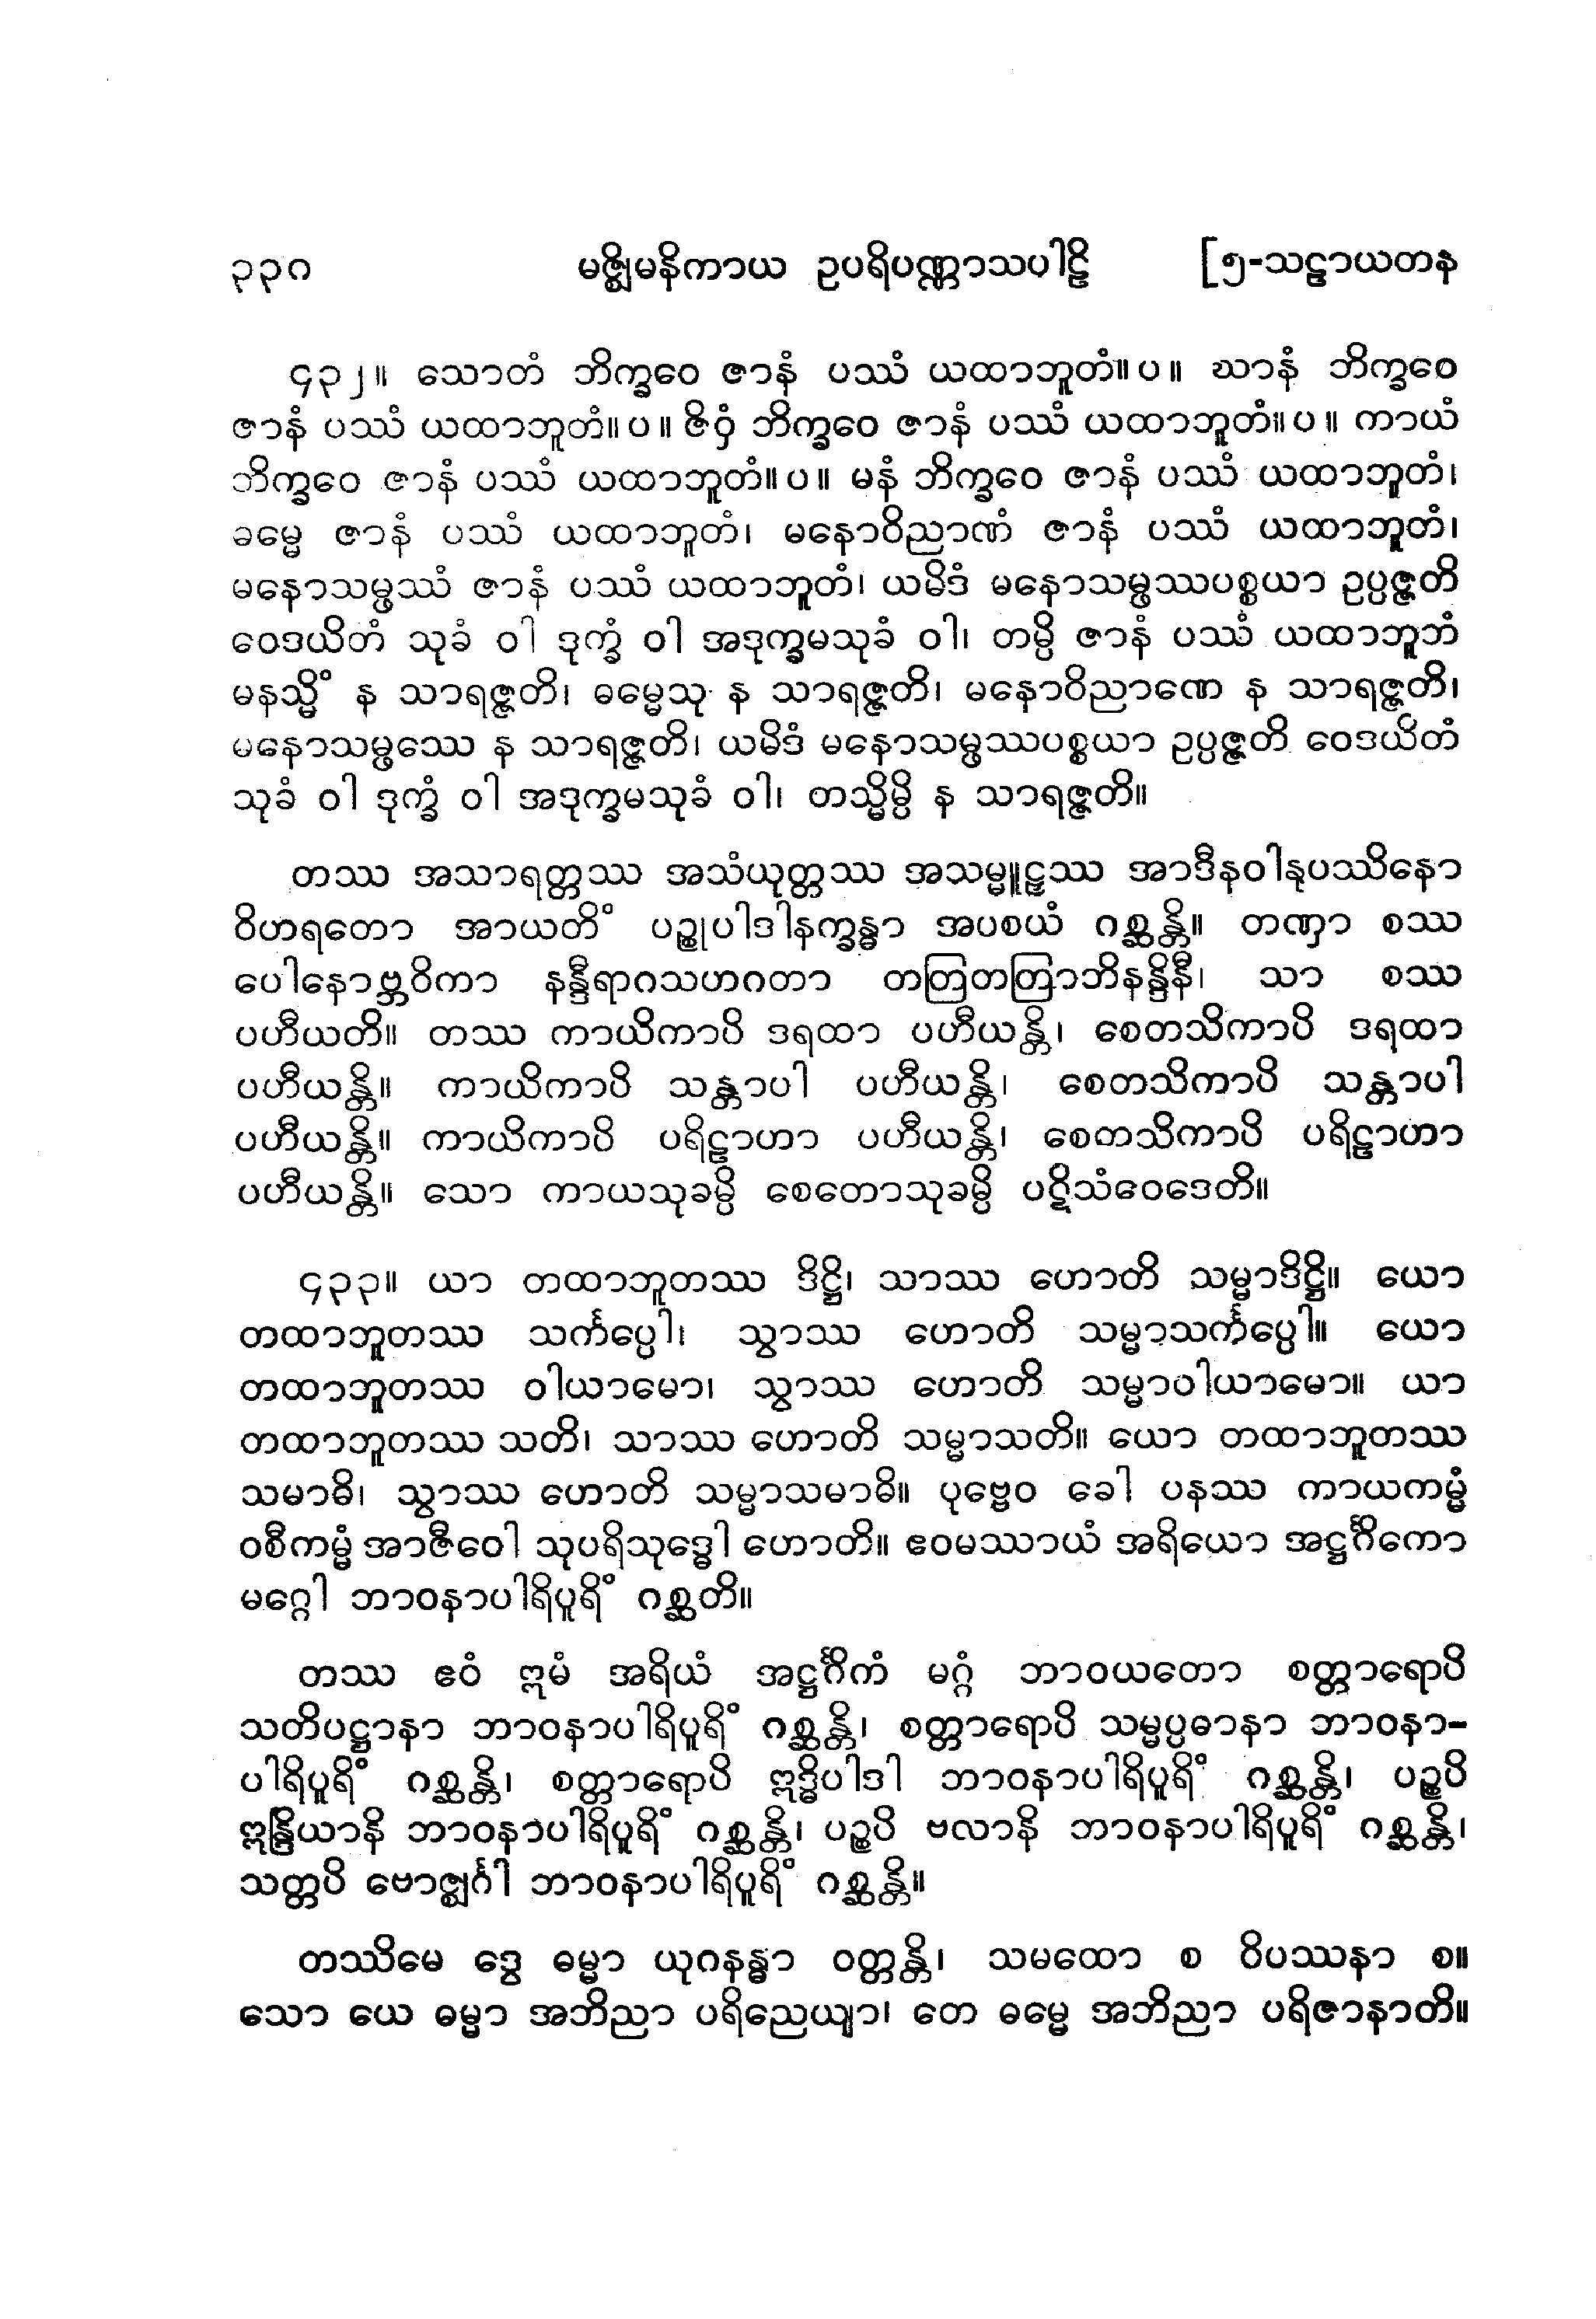 ၃၃၈ မဇ္ဈိမနိကာယ ဥပရိပဏ္ဏာသပါဠိ [၅-သဠာယတန
၄၃၂။ သောတံ ဘိက္ခဝေ ဇာနံ ပဿံ ယထာဘူတံ။ပ။ ဃာနံ ဘိက္ခဝေ
ဇာနံ ပဿံ ယထာဘူတံ။ပ။ ဇိဝှံ ဘိက္ခဝေ ဇာနံ ပဿံ ယထာဘူတံ။ပ။ ကာယံ
ဘိက္ခဝေ ဇာနံ ပဿံ ယထာဘူတံ။ပ။ မနံ ဘိက္ခဝေ ဇာနံ ပဿံ ယထာဘူတံ၊
ဓမ္မေ ဇာနံ ပဿံ ယထာဘူတံ၊ မနောဝိညာဏံ ဇာနံ ပဿံ ယထာဘူတံ၊
မနောသမ္ဖဿံ ဇာနံ ပဿံ ယထာဘူတံ၊ ယမိဒံ မနောသမ္ဖဿပစ္စယာ ဥပ္ပဇ္ဇတိ
ဝေဒယိတံ သုခံ ဝါ ဒုက္ခံ ဝါ အဒုက္ခမသုခံ ဝါ၊ တမ္ပိ ဇာနံ ပဿံ ယထာဘူဘံ
မနသ္မိံ န သာရဇ္ဇတိ၊ ဓမ္မေသု န သာရဇ္ဇတိ၊ မနောဝိညာဏေ န သာရဇ္ဇတိ၊
မနောသမ္ဖဿေ န သာရဇ္ဇတိ၊ ယမိဒံ မနောသမ္ဖဿပစ္စယာ ဥပ္ပဇ္ဇတိ ဝေဒယိတံ
သုခံ ဝါ ဒုက္ခံ ဝါ အဒုက္ခမသုခံ ဝါ၊ တသ္မိမ္ပိ န သာရဇ္ဇတိ။
တဿ အသာရတ္တဿ အသံယုတ္တဿ အသမ္မူဠှဿ အာဒီနဝါနုပဿိနော
ဝိဟရတော အာယတိံ ပဉ္စုပါဒါနက္ခန္ဓာ အပစယံ ဂစ္ဆန္တိ။ တဏှာ စဿ
ပေါနောဗ္ဘဝိကာ နန္ဒီရာဂသဟဂတာ တတြတတြာဘိနန္ဒိနီ၊ သာ စဿ
ပဟီယတိ။ တဿ ကာယိကာပိ ဒရထာ ပဟီယန္တိ၊ စေတသိကာပိ ဒရထာ
ပဟီယန္တိ။ ကာယိကာပိ သန္တာပါ ပဟီယန္တိ၊ စေတသိကာပိ သန္တာပါ
ပဟီယန္တိ။ ကာယိကာပိ ပရိဠာဟာ ပဟီယန္တိ၊ စေတသိကာပိ ပရိဠာဟာ
ပဟီယန္တိ။ သော ကာယသုခမ္ပိ စေတောသုခမ္ပိ ပဋိသံဝေဒေတိ။
၄၃၃။ ယာ တထာဘူတဿ ဒိဋ္ဌိ၊ သာဿ ဟောတိ သမ္မာဒိဋ္ဌိ။ ယော
တထာဘူတဿ သင်္ကပ္ပေါ၊ သွာဿ ဟောတိ သမ္မာသင်္ကပ္ပေါ။ ယော
တထာဘူတဿ ဝါယာမော၊ သွာဿ ဟောတိ သမ္မာဝါယာမော။ ယာ
တထာဘူတဿ သတိ၊ သာဿ ဟောတိ သမ္မာသတိ။ ယော တထာဘူတဿ
သမာဓိ၊ သွာဿ ဟောတိ သမ္မာသမာဓိ။ ပုဗ္ဗေဝ ခေါ ပနဿ ကာယကမ္မံ
ဝစီကမ္မံ အာဇီဝေါ သုပရိသုဒ္ဓေါ ဟောတိ။ ဧဝမဿာယံ အရိယော အဋ္ဌင်္ဂိကော
မဂ္ဂေါ ဘာဝနာပါရိပူရိံ ဂစ္ဆတိ။
တဿ ဧဝံ ဣမံ အရိယံ အဋ္ဌင်္ဂိကံ မဂ္ဂံ ဘာဝယတော စတ္တာရောပိ
သတိပဋ္ဌာနာ ဘာဝနာပါရိပူရိံ ဂစ္ဆန္တိ၊ စတ္တာရောပိ သမ္မပ္ပဓာနာ ဘာဝနာ-
ပါရိပူရိံ ဂစ္ဆန္တိ၊ စတ္တာရောပိ ဣဒ္ဓိပါဒါ ဘာဝနာပါရိပူရိံ ဂစ္ဆန္တိ၊ ပဉ္စပိ
ဣန္ဒြိယာနိ ဘာဝနာပါရိပူရိံ ဂစ္ဆန္တိ၊ ပဉ္စပိ ဗလာနိ ဘာဝနာပါရိပူရိံ ဂစ္ဆန္တိ၊
သတ္တပိ ဗောဇ္ဈင်္ဂါ ဘာဝနာပါရိပူရိံ ဂစ္ဆန္တိ။
တဿိမေ ဒွေ ဓမ္မာ ယုဂနန္ဓာ ဝတ္တန္တိ၊ သမထော စ ဝိပဿနာ စ။
သော ယေ ဓမ္မာ အဘိညာ ပရိညေယျာ၊ တေ ဓမ္မေ အဘိညာ ပရိဇာနာတိ။